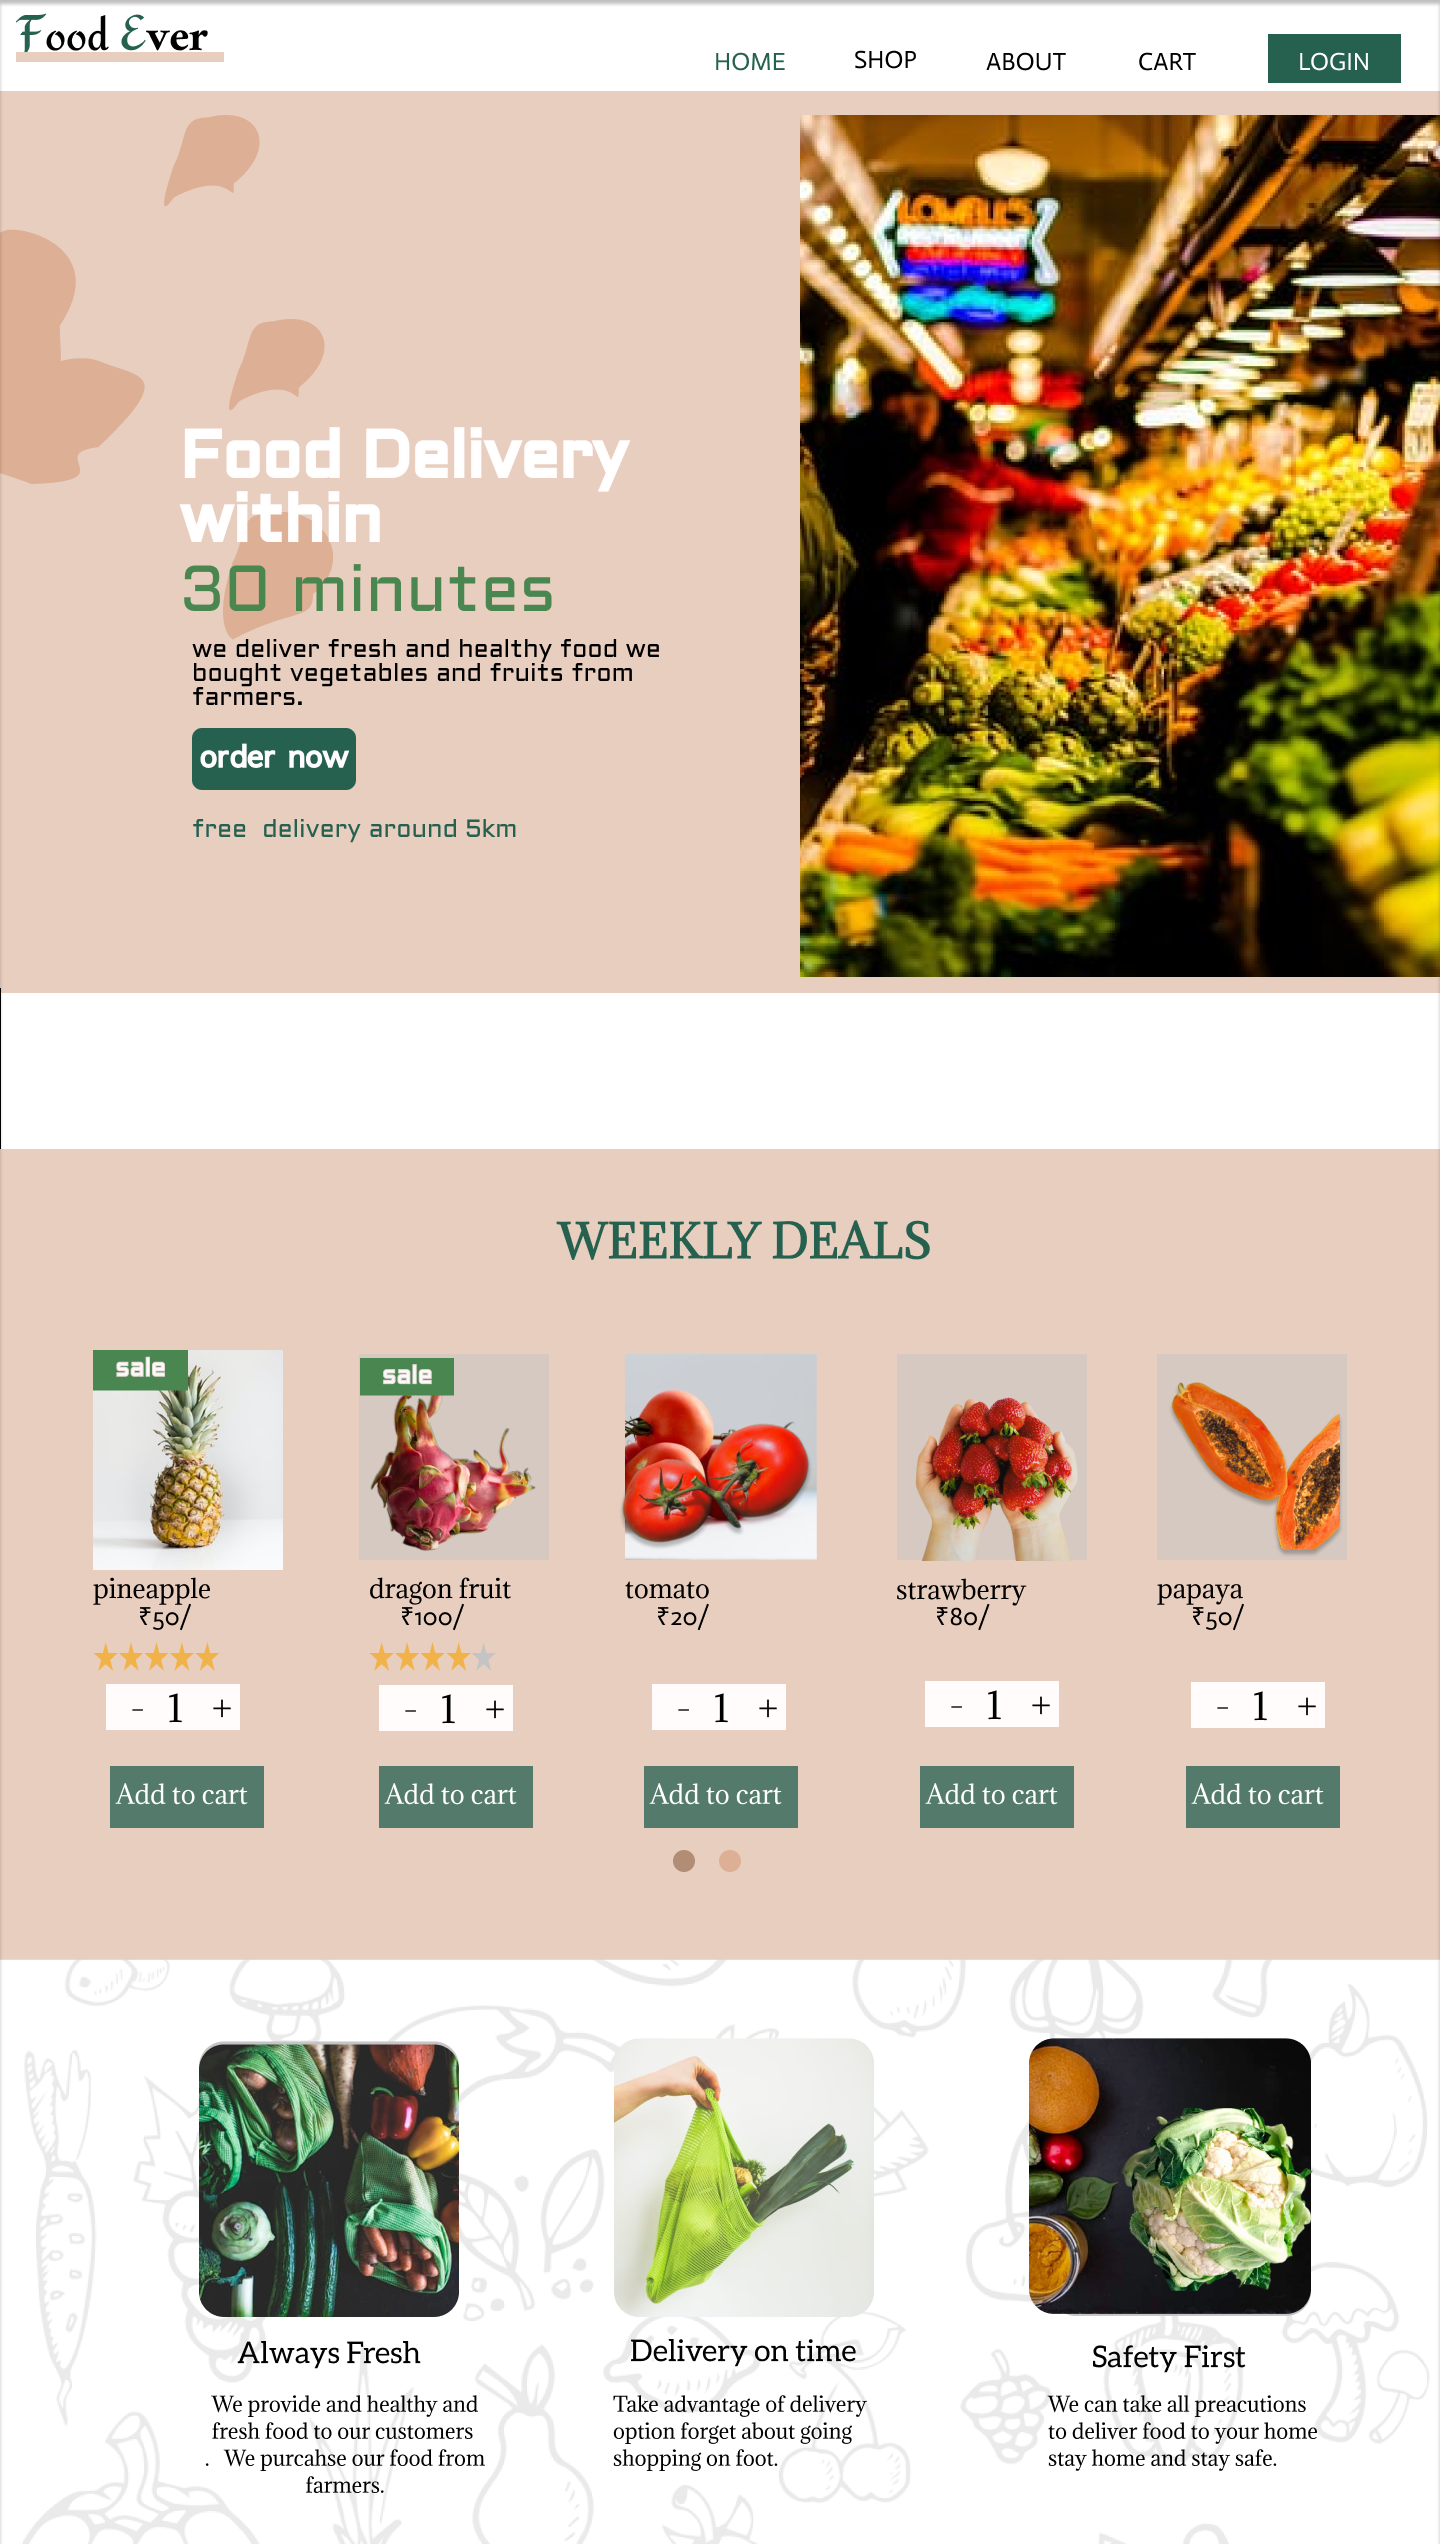 Food Ever
HOME SHOP ABOUT CART LOGIN
LOWELL'S
Food Delivery
within
30 minutes
we deliver fresh and healthy food we
bought vegetables and fruits from
farmers.
order now
free delivery around 5km
WEEKLY DEALS
sale
sale
pineapple
₹50/
- 1 +
Add to cart
dragon fruit
₹100/
- 1 +
Add to cart
tomato
₹20/
- 1 +
Add to cart
strawberry
₹80/
- 1 +
Add to cart
papaya
₹50/
- 1 +
Add to cart
Always Fresh
We provide and healthy and
fresh food to our customers
. We purcahse our food from
farmers.
Delivery on time
Take advantage of delivery
option forget about going
shopping on foot.
Safety First
We can take all preacutions
to deliver food to your home
stay home and stay safe.